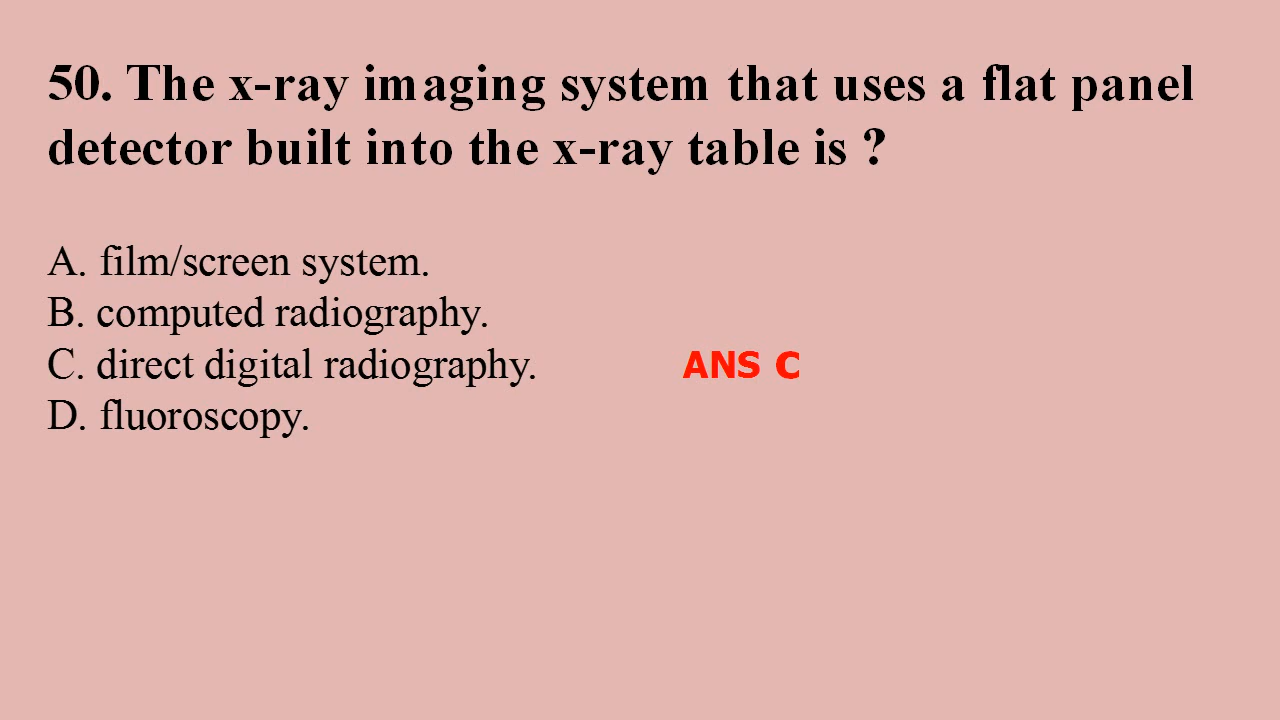 50. The x-ray imaging system that uses a flat panel
detector built into the x-ray table is ?
A. film/screen system.
B. computed radiography.
C. direct digital radiography. ANS C
D. fluoroscopy.